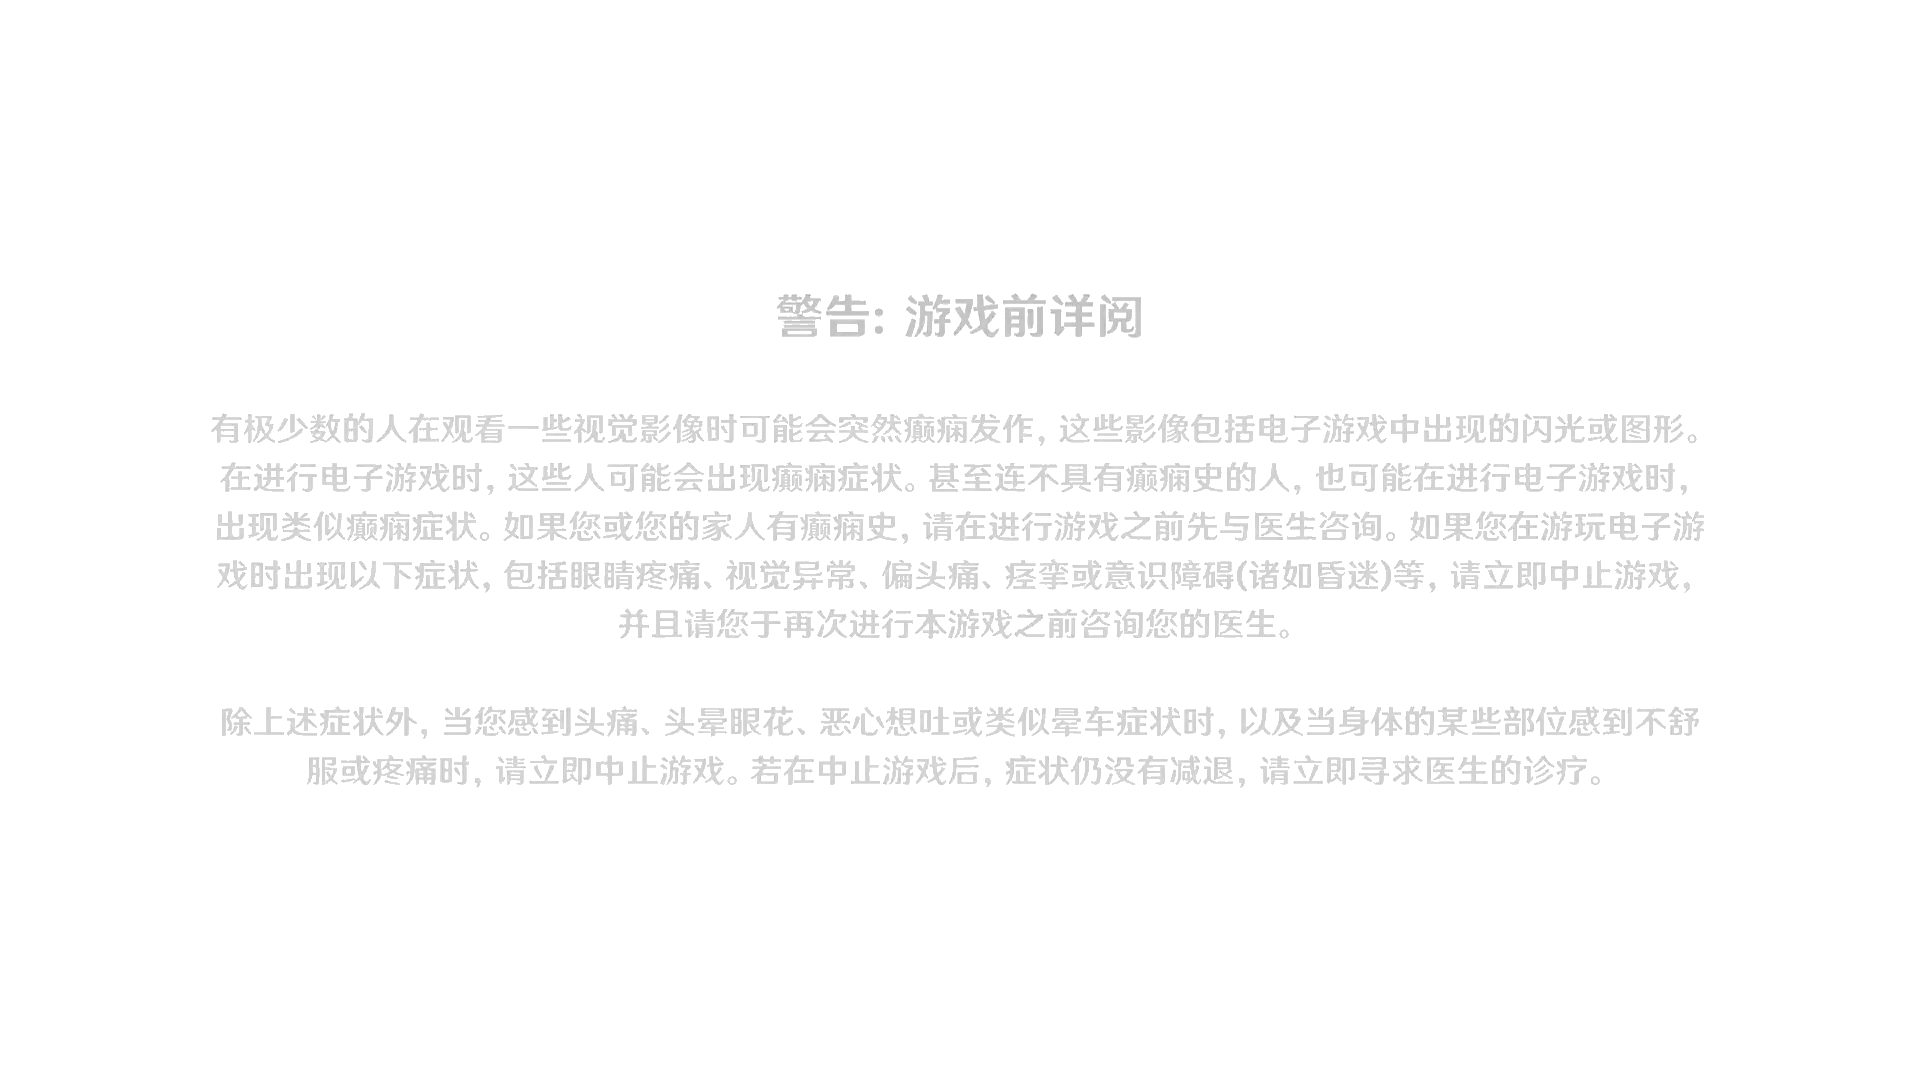 警告: 游戏前详阅
有极少数的人在观看一些视觉影像时可能会突然癫痫发作, 这些影像包括电子游戏中出现的闪光或图形。
在进行电子游戏时, 这些人可能会出现癫痫症状。甚至连不具有癫痫史的人, 也可能在进行电子游戏时,
出现类似癫痫症状。如果您或您的家人有癫痫史, 请在进行游戏之前先与医生咨询。如果您在游玩电子游
戏时出现以下症状, 包括眼睛疼痛、视觉异常、偏头痛、痉挛或意识障碍(诸如昏迷)等, 请立即中止游戏,
并且请您于再次进行本游戏之前咨询您的医生。
除上述症状外, 当您感到头痛、头晕眼花、恶心想吐或类似晕车症状时, 以及当身体的某些部位感到不舒
服或疼痛时, 请立即中止游戏。若在中止游戏后, 症状仍没有减退, 请立即寻求医生的诊疗。